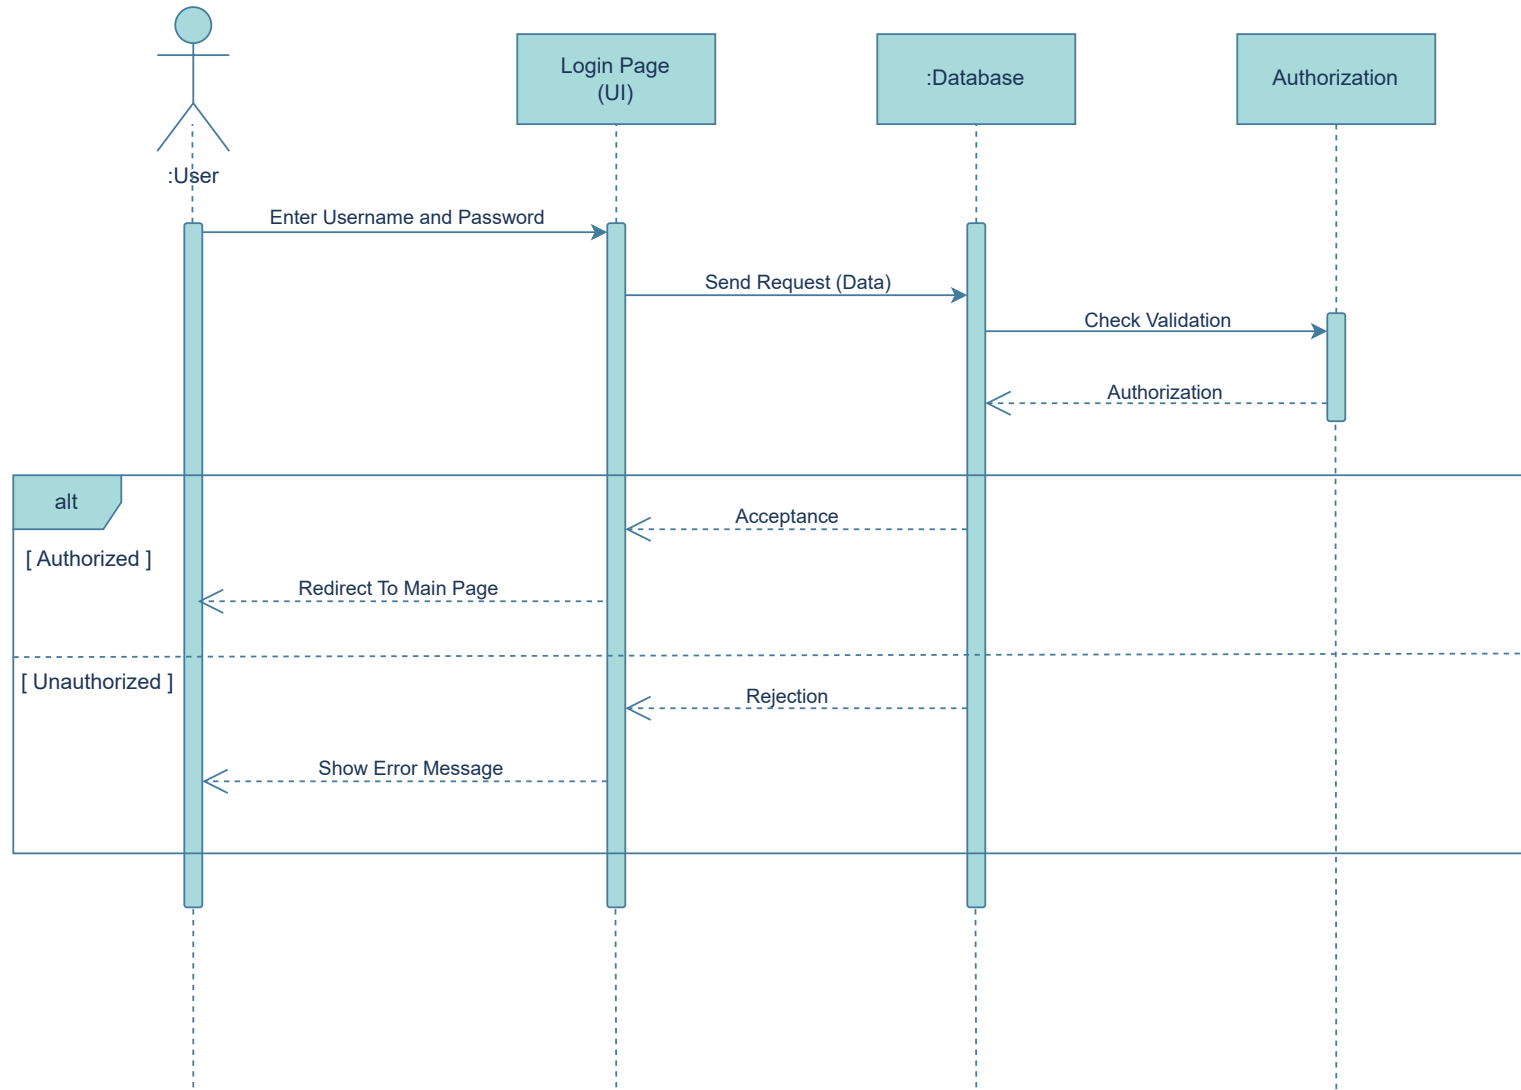 :User
Login Page
(UI)
:Database
Authorization
Enter Username and Password
Send Request (Data)
Check Validation
Authorization
alt
[ Authorized ]
Acceptance
Redirect To Main Page
[ Unauthorized ]
Rejection
Show Error Message